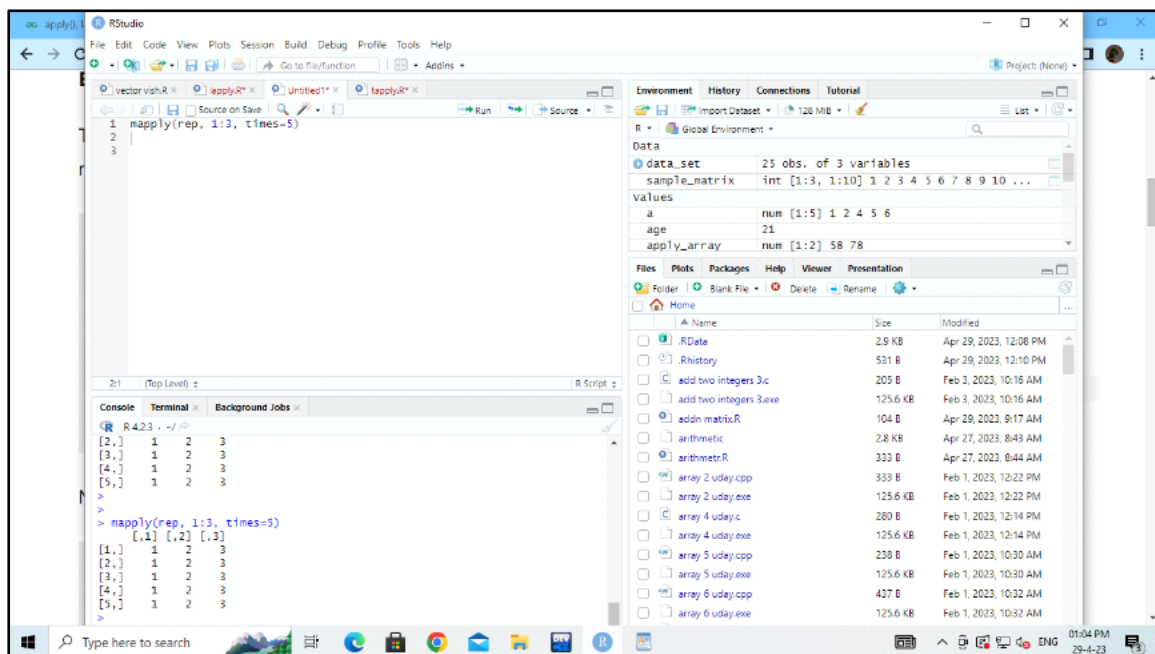 apply(), l
RStudio
File Edit Code View Plots Session Build Debug Profile Tools Help
Go to file/function Addins
Project: (None)
vector vish.R × lapply.R* × Untitled1* × tapply.R* ×
Source on Save Run Source
1 mapply(rep, 1:3, times=5)
2
3
2:1 (Top Level) R Script
Console Terminal × Background Jobs ×
R 4.2.3 · ~/
[2,] 1 2 3
[3,] 1 2 3
[4,] 1 2 3
[5,] 1 2 3
>
>
> mapply(rep, 1:3, times=5)
[,1] [,2] [,3]
[1,] 1 2 3
[2,] 1 2 3
[3,] 1 2 3
[4,] 1 2 3
[5,] 1 2 3
>
Environment History Connections Tutorial
Import Dataset 128 MiB List
R Global Environment
Data
data_set 25 obs. of 3 variables
sample_matrix int [1:3, 1:10] 1 2 3 4 5 6 7 8 9 10 ...
values
a num [1:5] 1 2 4 5 6
age 21
apply_array num [1:2] 58 78
Files Plots Packages Help Viewer Presentation
Folder Blank File Delete Rename
Home ...
Name Size Modified
.RData 2.9 KB Apr 29, 2023, 12:08 PM
.Rhistory 531 B Apr 29, 2023, 12:10 PM
add two integers 3.c 205 B Feb 3, 2023, 10:16 AM
add two integers 3.exe 125.6 KB Feb 3, 2023, 10:16 AM
addn matrix.R 104 B Apr 29, 2023, 9:17 AM
arithmetic 2.8 KB Apr 27, 2023, 8:43 AM
arithmetr.R 333 B Apr 27, 2023, 8:44 AM
array 2 uday.cpp 333 B Feb 1, 2023, 12:22 PM
array 2 uday.exe 125.6 KB Feb 1, 2023, 12:22 PM
array 4 uday.c 280 B Feb 1, 2023, 12:14 PM
array 4 uday.exe 125.6 KB Feb 1, 2023, 12:14 PM
array 5 uday.cpp 238 B Feb 1, 2023, 10:30 AM
array 5 uday.exe 125.6 KB Feb 1, 2023, 10:30 AM
array 6 uday.cpp 437 B Feb 1, 2023, 10:32 AM
array 6 uday.exe 125.6 KB Feb 1, 2023, 10:32 AM
Type here to search
ENG
01:04 PM
29-4-23
3